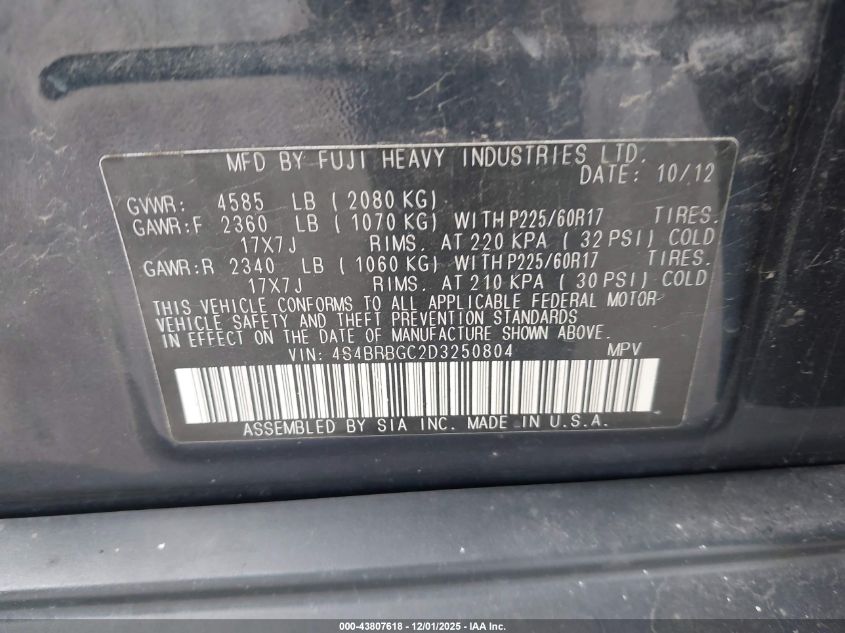 MFD BY FUJI HEAVY INDUSTRIES LTD.
DATE: 10/12
GVWR: 4585 LB ( 2080 KG)
GAWR:F 2360 LB ( 1070 KG) WITH P225/60R17 TIRES.
17X7J RIMS. AT 220 KPA ( 32 PSI) COLD
GAWR:R 2340 LB ( 1060 KG) WITH P225/60R17 TIRES.
17X7J RIMS. AT 210 KPA ( 30 PSI) COLD
THIS VEHICLE CONFORMS TO ALL APPLICABLE FEDERAL MOTOR
VEHICLE SAFETY AND THEFT PREVENTION STANDARDS
IN EFFECT ON THE DATE OF MANUFACTURE SHOWN ABOVE.
VIN: 4S4BRBGC2D3250804 MPV
ASSEMBLED BY SIA INC. MADE IN U.S.A.
000-43807618 - 12/01/2025 - IAA Inc.